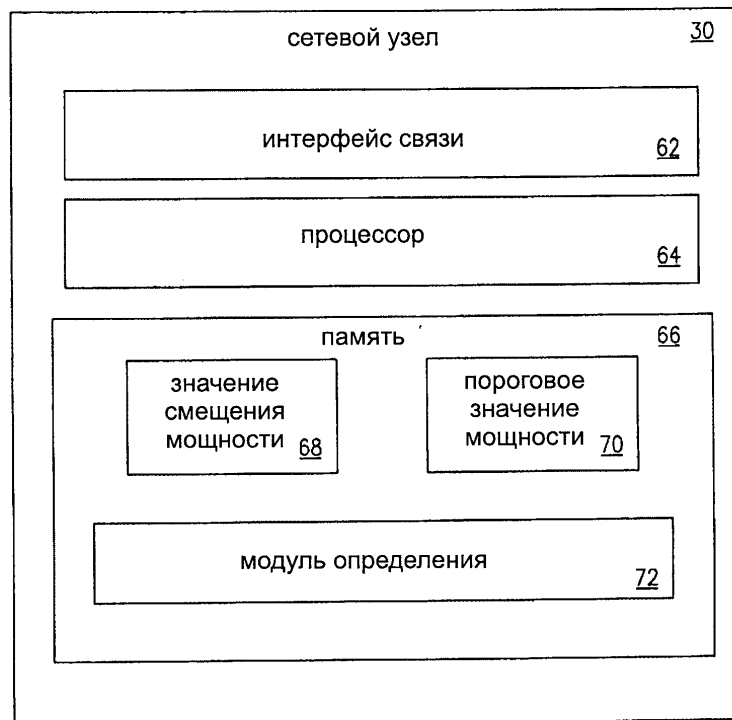 сетевой узел 30
интерфейс связи 62
процессор 64
память 66
значение
смещения
мощности 68
пороговое
значение
мощности 70
модуль определения 72